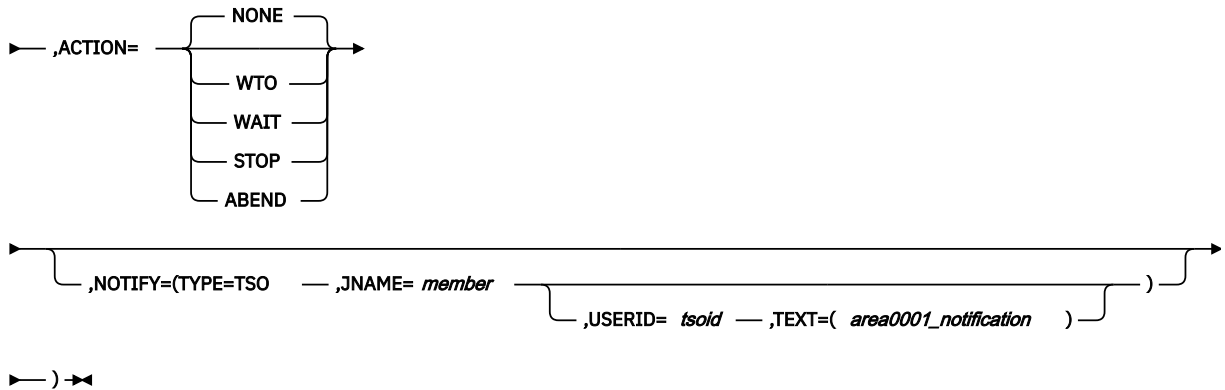 NONE
,ACTION=
WTO
WAIT
STOP
ABEND
,NOTIFY=(TYPE=TSO ,JNAME= member )
,USERID= tsoid ,TEXT=( area0001_notification )
)